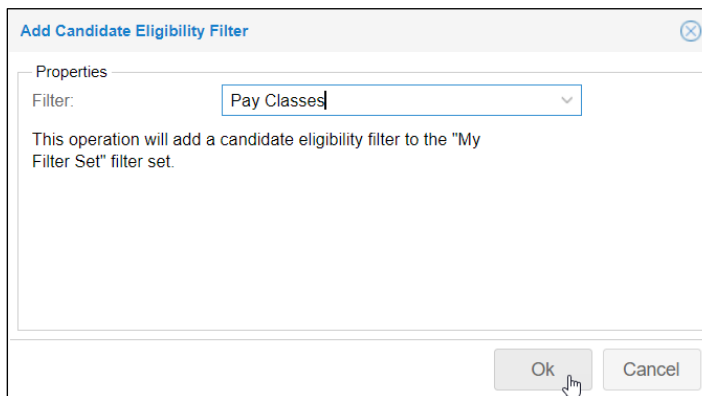 Add Candidate Eligibility Filter
Properties
Filter: Pay Classes
This operation will add a candidate eligibility filter to the "My
Filter Set" filter set.
Ok Cancel